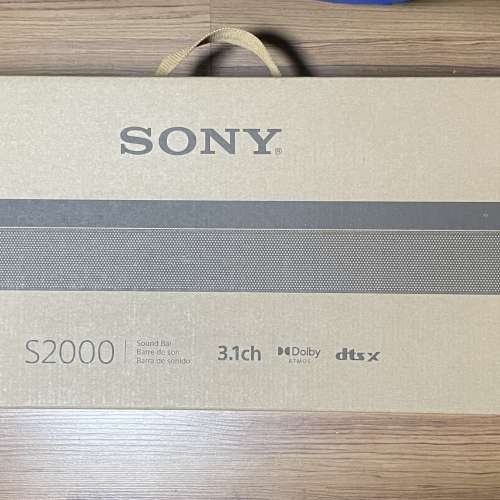 SONY®
S2000
Sound Bar
Barre de son
Barra de sonido
3.1ch
Dolby
ATMOS
dts x